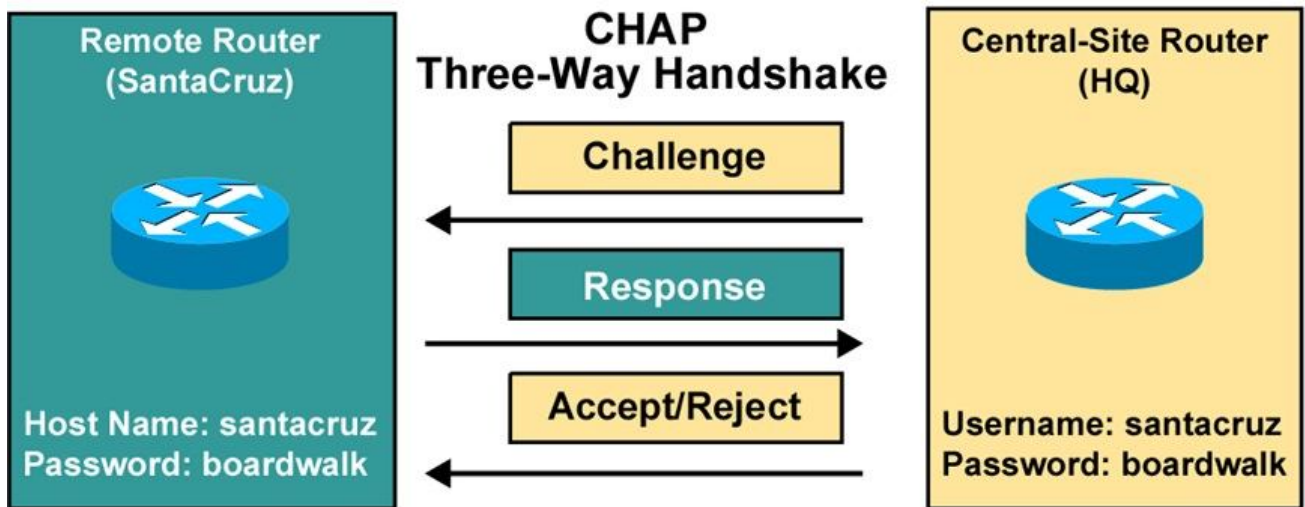 Remote Router
(SantaCruz)
Host Name: santacruz
Password: boardwalk
CHAP
Three-Way Handshake
Challenge
Response
Accept/Reject
Central-Site Router
(HQ)
Username: santacruz
Password: boardwalk